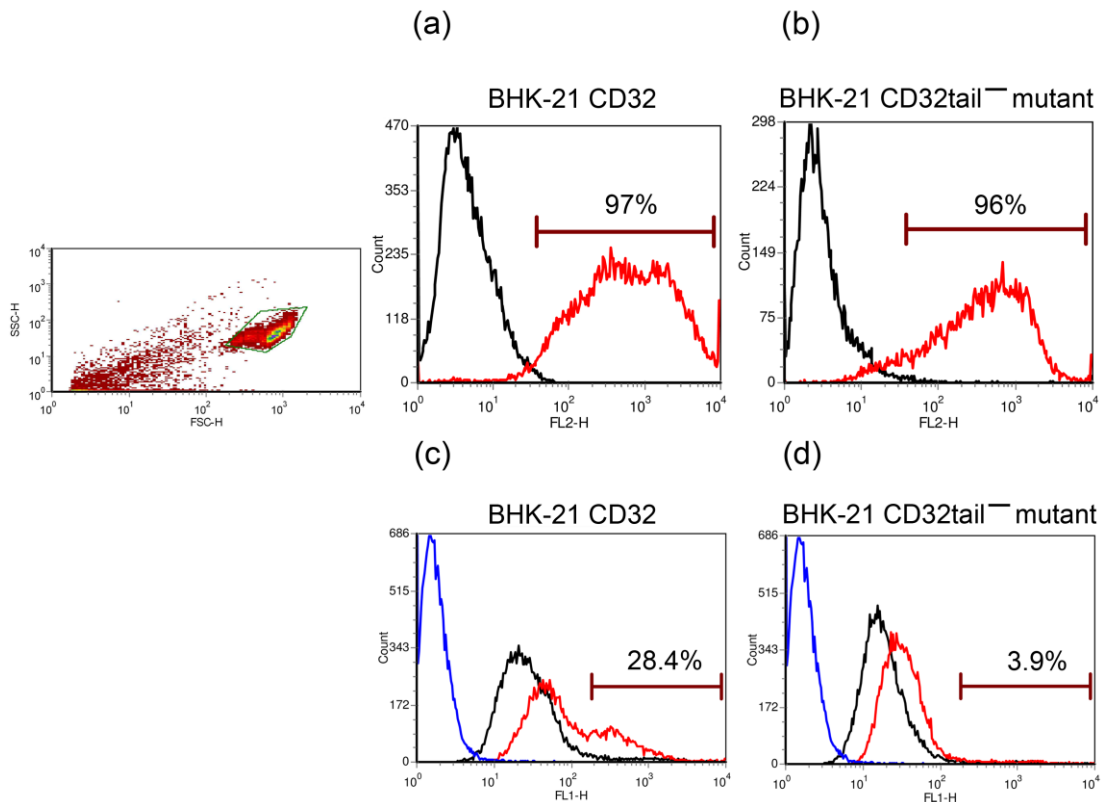 (a)
(b)
BHK-21 CD32
BHK-21 CD32tail— mutant
470
353
235
118
0
Count
97%
10⁰ 10¹ 10² 10³ 10⁴
FL2-H
298
224
149
75
0
Count
96%
10⁰ 10¹ 10² 10³ 10⁴
FL2-H
10⁴
10³
10²
10¹
10⁰
SSC-H
10⁰ 10¹ 10² 10³ 10⁴
FSC-H
(c)
(d)
BHK-21 CD32
BHK-21 CD32tail— mutant
686
515
343
172
0
Count
28.4%
10⁰ 10¹ 10² 10³ 10⁴
FL1-H
686
515
343
172
0
Count
3.9%
10⁰ 10¹ 10² 10³ 10⁴
FL1-H